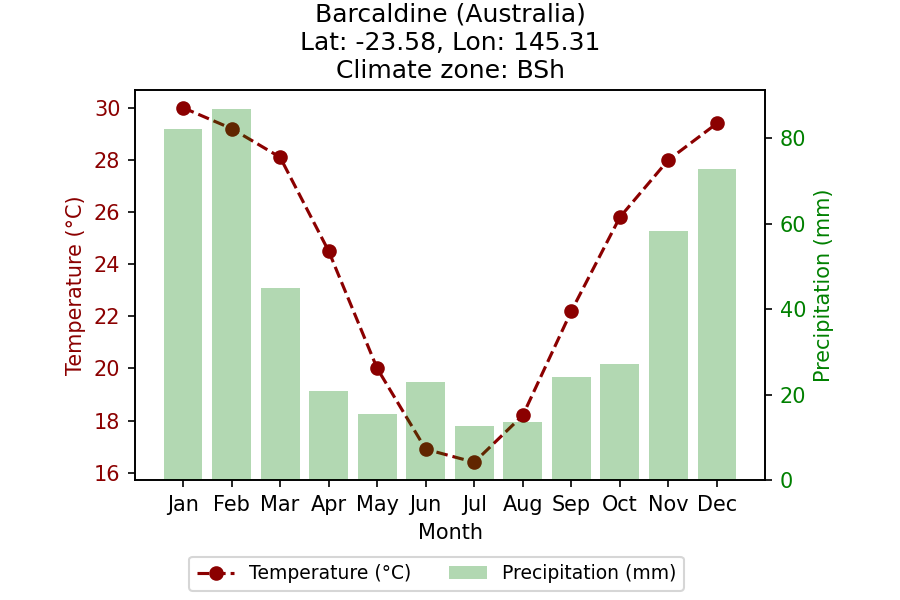 Barcaldine (Australia)
Lat: -23.58, Lon: 145.31
Climate zone: BSh
30
28
26
24
22
20
18
16
Temperature (°C)
80
60
40
20
0
Precipitation (mm)
Jan Feb Mar Apr May Jun Jul Aug Sep Oct Nov Dec
Month
Temperature (°C) Precipitation (mm)